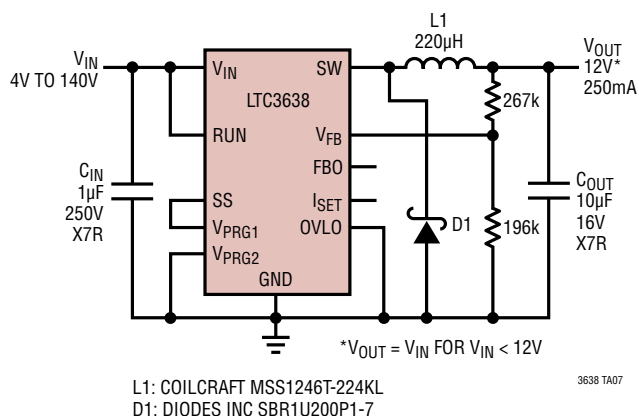 L1
220µH
V_IN
4V TO 140V
V_OUT
12V*
250mA
V_IN
SW
LTC3638
267k
RUN
V_FB
FBO
C_IN
1µF
250V
X7R
SS
I_SET
V_PRG1
OVLO
V_PRG2
GND
D1
196k
C_OUT
10µF
16V
X7R
*V_OUT = V_IN FOR V_IN < 12V
3638 TA07
L1: COILCRAFT MSS1246T-224KL
D1: DIODES INC SBR1U200P1-7